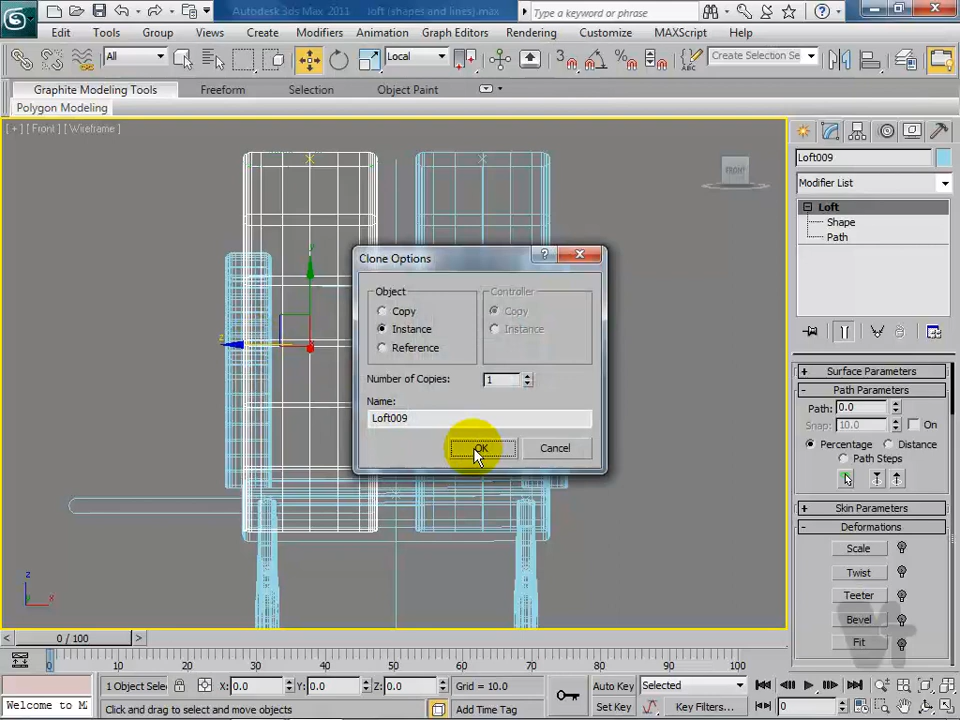 Autodesk 3ds Max 2011 loft (shapes and lines).max
Type a keyword or phrase
Edit Tools Group Views Create Modifiers Animation Graph Editors Rendering Customize MAXScript Help
All
Local
3
Create Selection Se
Graphite Modeling Tools Freeform Selection Object Paint
Polygon Modeling
[ + ] [ Front ] [ Wireframe ]
FRONT
Loft009
Modifier List
Loft
Shape
Path
Clone Options
Object
Copy
Instance
Reference
Controller
Copy
Instance
Number of Copies: 1
Name:
Loft009
OK Cancel
Surface Parameters
Path Parameters
Path: 0.0
Snap: 10.0 On
Percentage Distance
Path Steps
Skin Parameters
Deformations
Scale
Twist
Teeter
Bevel
Fit
y
z
z
x
y
0 / 100
0 10 20 30 40 50 60 70 80 90 100
1 Object Selec X: 0.0 Y: 0.0 Z: 0.0 Grid = 10.0 Auto Key Selected
Welcome to M Click and drag to select and move objects Add Time Tag Set Key Key Filters... 0